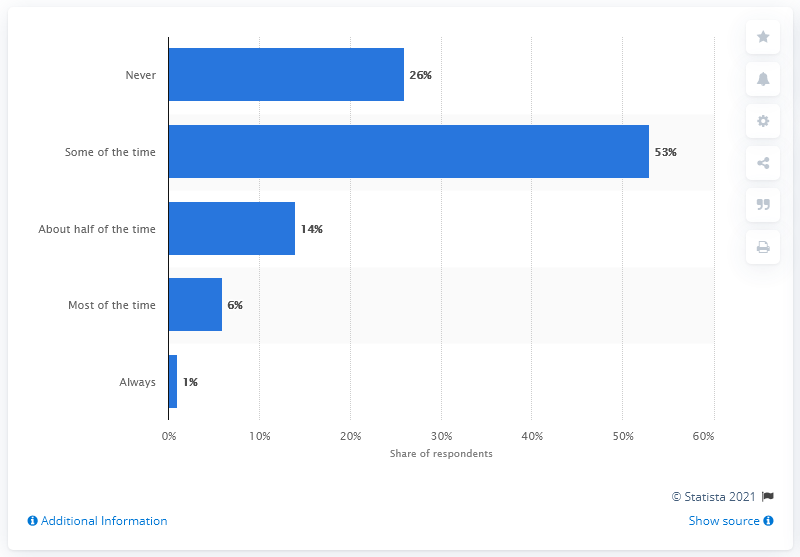 Never
26%
Some of the time
53%
About half of the time
14%
Most of the time
6%
Always
1%
0% 10% 20% 30% 40% 50% 60%
Share of respondents
© Statista 2021
Additional Information
Show source